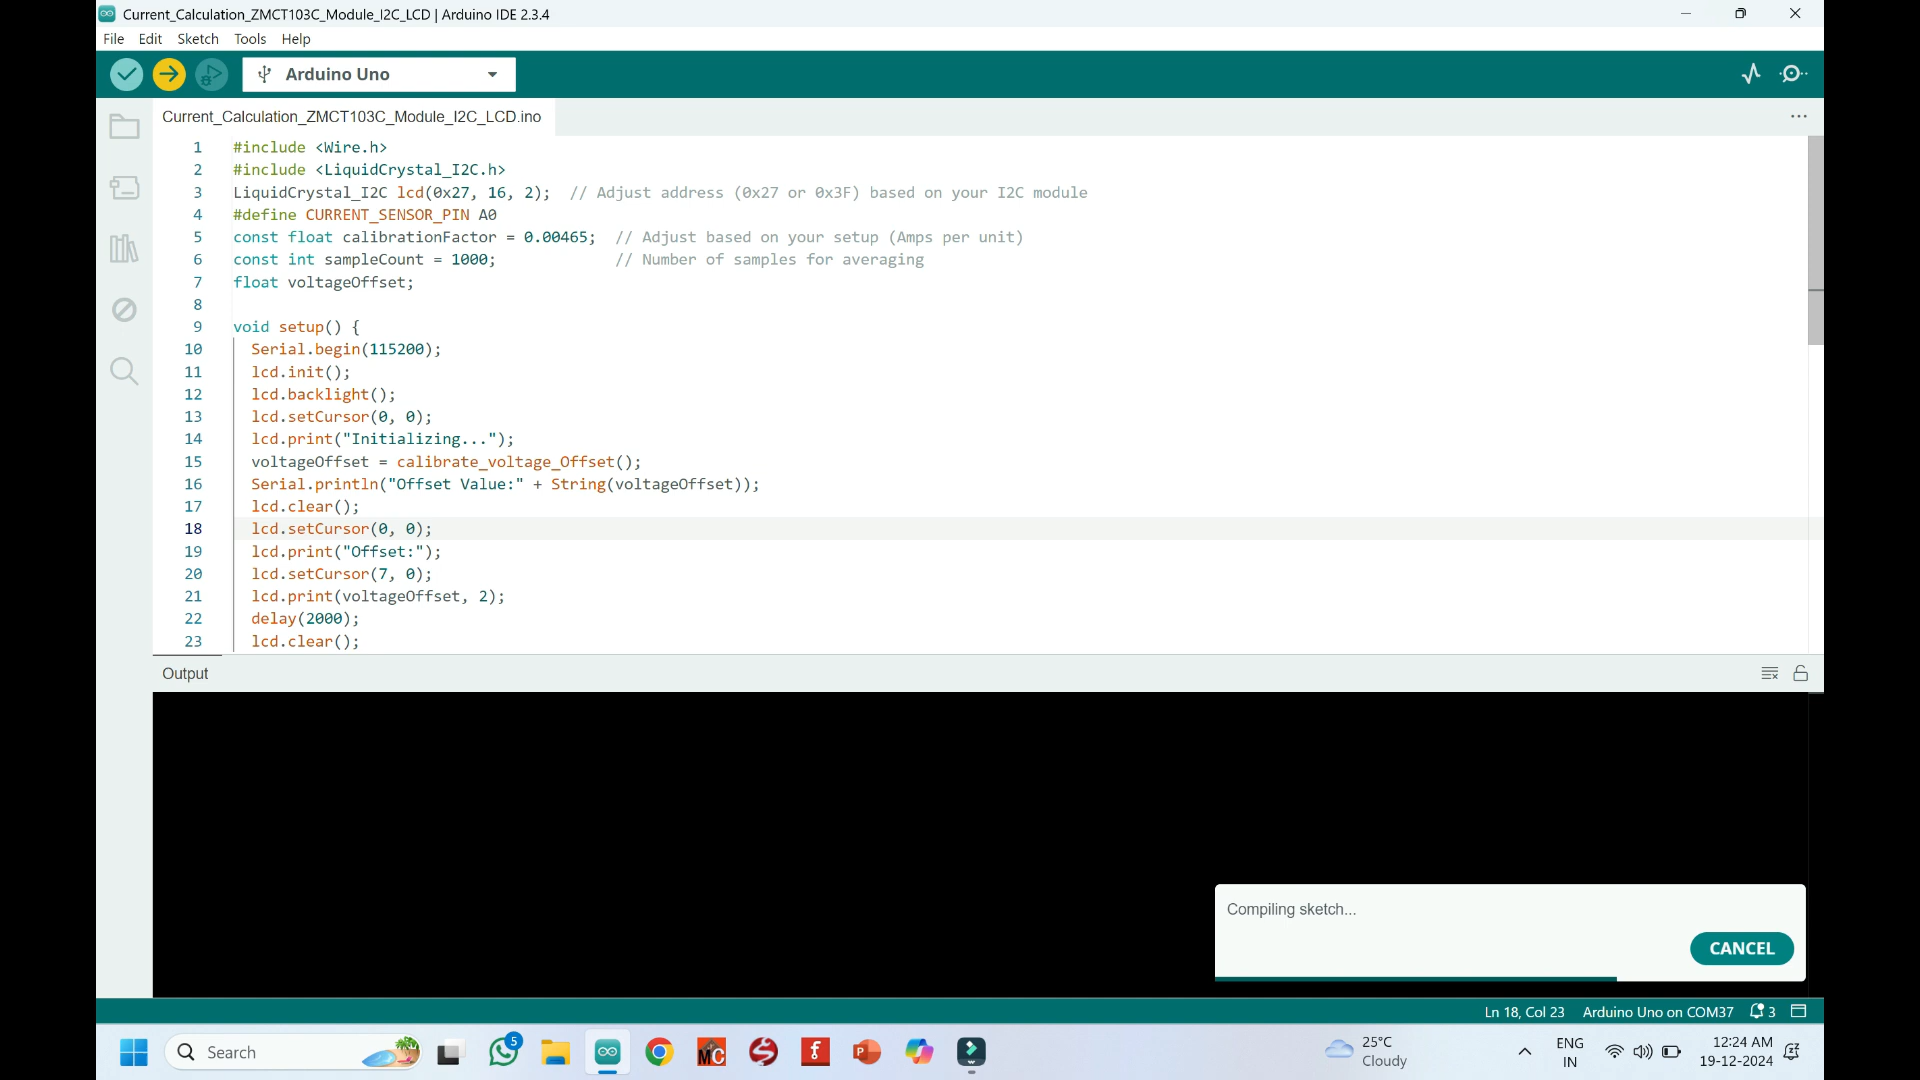 Current_Calculation_ZMCT103C_Module_I2C_LCD | Arduino IDE 2.3.4
File Edit Sketch Tools Help
Arduino Uno
Current_Calculation_ZMCT103C_Module_I2C_LCD.ino
1 #include <Wire.h>
2 #include <LiquidCrystal_I2C.h>
3 LiquidCrystal_I2C lcd(0x27, 16, 2);  // Adjust address (0x27 or 0x3F) based on your I2C module
4 #define CURRENT_SENSOR_PIN A0
5 const float calibrationFactor = 0.00465;  // Adjust based on your setup (Amps per unit)
6 const int sampleCount = 1000;             // Number of samples for averaging
7 float voltageOffset;
8
9 void setup() {
10   Serial.begin(115200);
11   lcd.init();
12   lcd.backlight();
13   lcd.setCursor(0, 0);
14   lcd.print("Initializing...");
15   voltageOffset = calibrate_voltage_Offset();
16   Serial.println("Offset Value:" + String(voltageOffset));
17   lcd.clear();
18   lcd.setCursor(0, 0);
19   lcd.print("Offset:");
20   lcd.setCursor(7, 0);
21   lcd.print(voltageOffset, 2);
22   delay(2000);
23   lcd.clear();
Output
Compiling sketch...
CANCEL
Ln 18, Col 23 Arduino Uno on COM37 3
Search
5
MC
f
P
25°C
Cloudy
ENG
IN
12:24 AM
19-12-2024